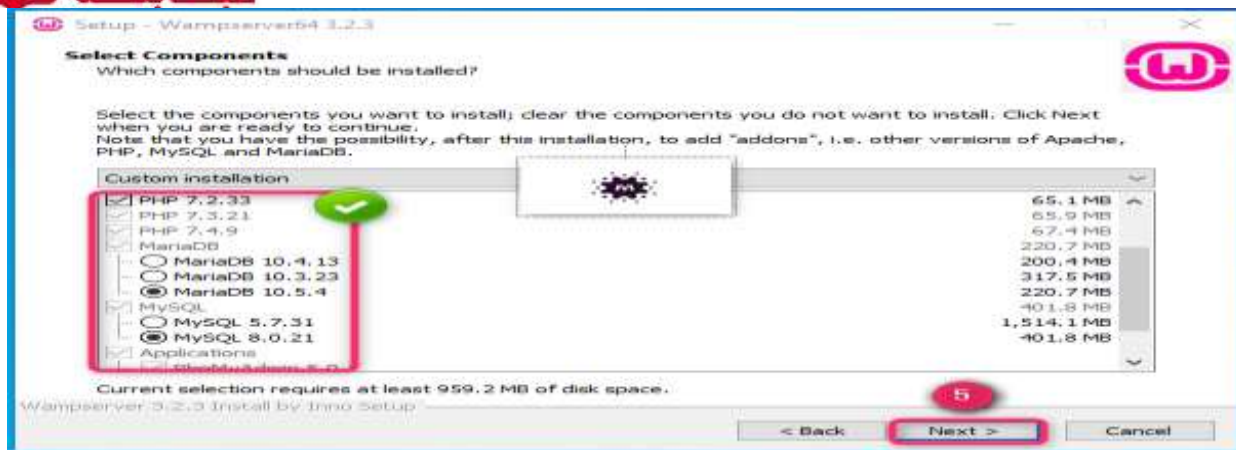 Setup - Wampserver64 3.2.3
Select Components
Which components should be installed?
Select the components you want to install; clear the components you do not want to install. Click Next
when you are ready to continue.
Note that you have the possibility, after this installation, to add "addons", i.e. other versions of Apache,
PHP, MySQL and MariaDB.
Custom installation
PHP 7.2.33 65.1 MB
PHP 7.3.21 65.9 MB
PHP 7.4.9 67.4 MB
MariaDB 220.7 MB
MariaDB 10.4.13 200.4 MB
MariaDB 10.3.23 317.5 MB
MariaDB 10.5.4 220.7 MB
MySQL 401.8 MB
MySQL 5.7.31 1,514.1 MB
MySQL 8.0.21 401.8 MB
Applications
Current selection requires at least 959.2 MB of disk space.
Wampserver 3.2.3 Install by Inno Setup
5
< Back Next > Cancel